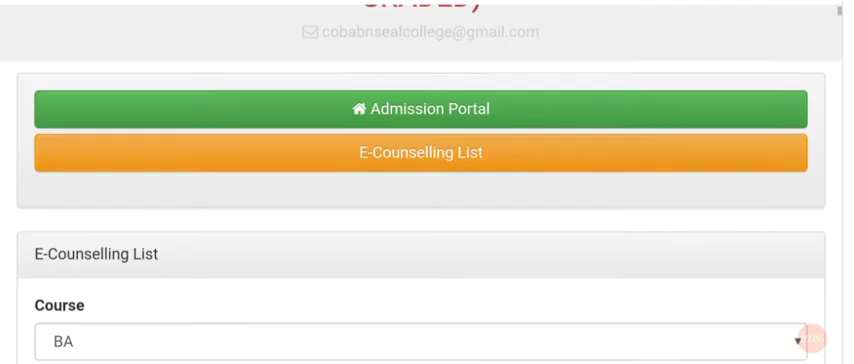 cobabnsealcollege@gmail.com
Admission Portal
E-Counselling List
E-Counselling List
Course
BA